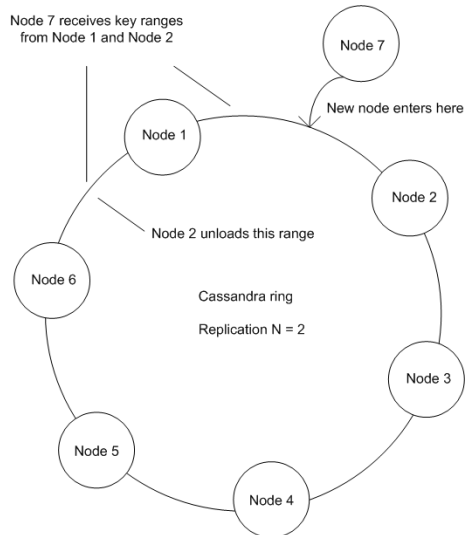 Node 7 receives key ranges
from Node 1 and Node 2
Node 7
New node enters here
Node 1
Node 2
Node 2 unloads this range
Node 6
Cassandra ring
Replication N = 2
Node 3
Node 5
Node 4